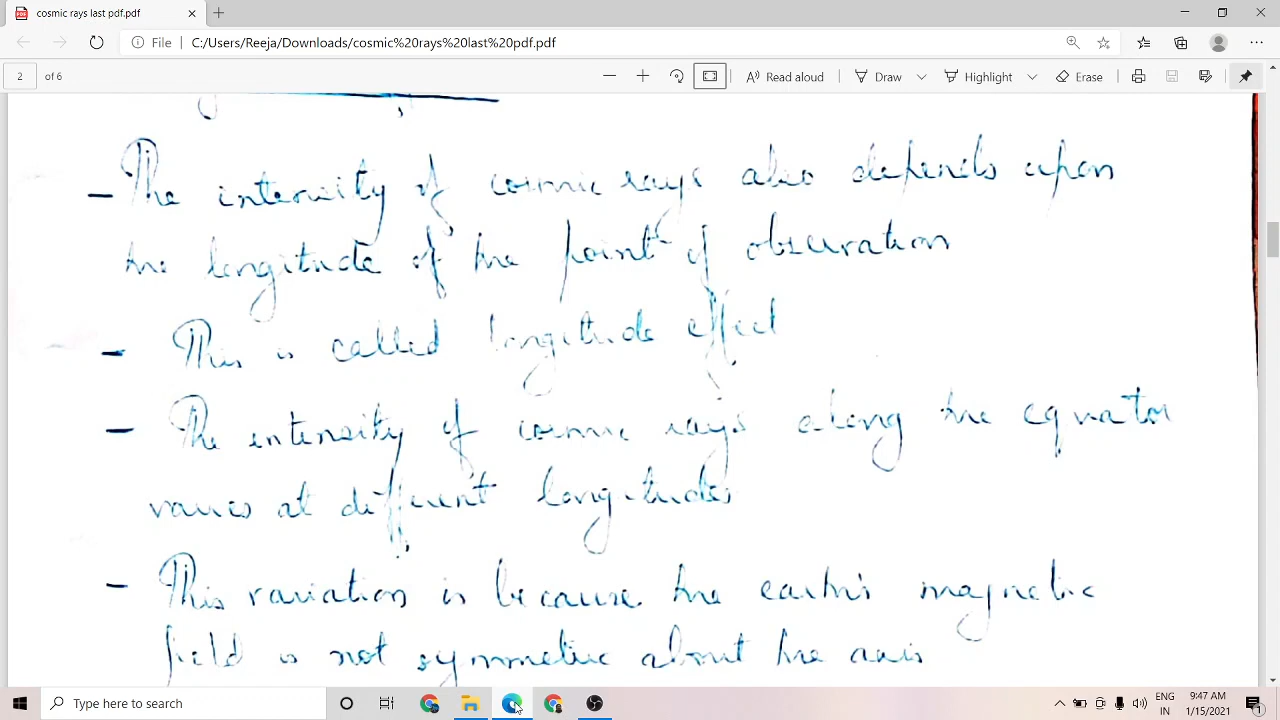 cosmic rays last pdf.pdf
File C:/Users/Reeja/Downloads/cosmic%20rays%20last%20pdf.pdf
2 of 6 Read aloud Draw Highlight Erase
- The intensity of cosmic rays also depends upon
the longitude of the point of observation
- This is called longitude effect
- The intensity of cosmic rays along the equator
varies at different longitudes
- This variation is because the earth's magnetic
field is not symmetric about the axis
Type here to search
ENG 9:47 AM
IN 1/15/2021